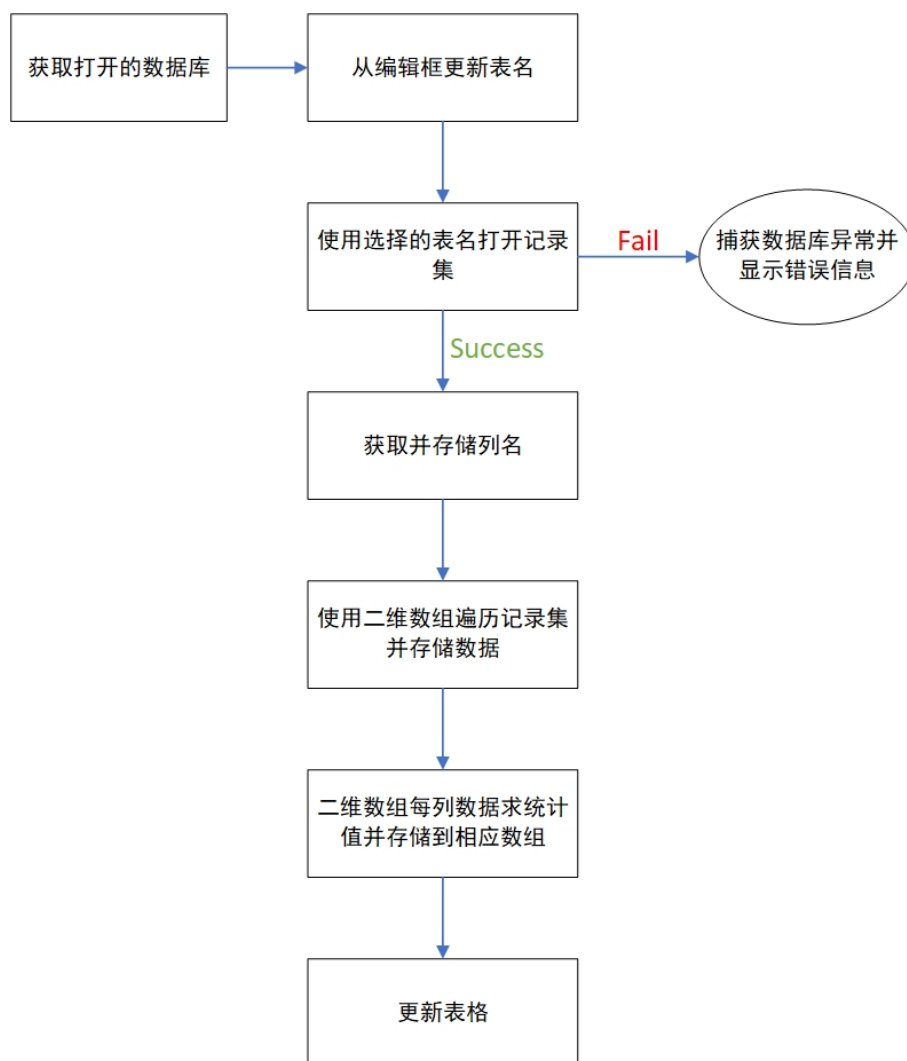 获取打开的数据库
从编辑框更新表名
使用选择的表名打开记录
集
Fail
捕获数据库异常并
显示错误信息
Success
获取并存储列名
使用二维数组遍历记录集
并存储数据
二维数组每列数据求统计
值并存储到相应数组
更新表格